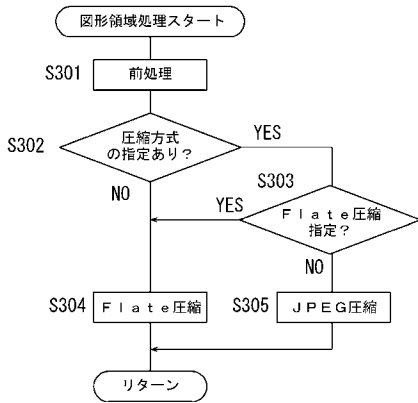 図形領域処理スタート
S301
前処理
S302
圧縮方式
の指定あり?
YES
NO
S303
YES
Flate圧縮
指定?
NO
S304
Flate圧縮
S305
JPEG圧縮
リターン